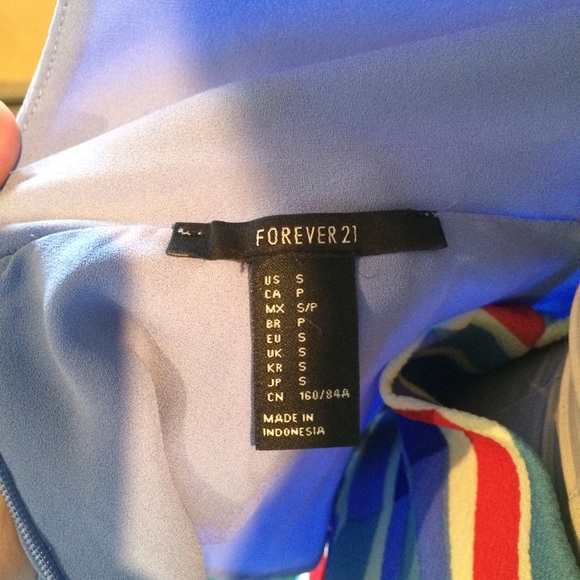 FOREVER 21
US S
CA P
MX S/P
BR P
EU S
UK S
KR S
JP S
CN 160/84A
MADE IN
INDONESIA